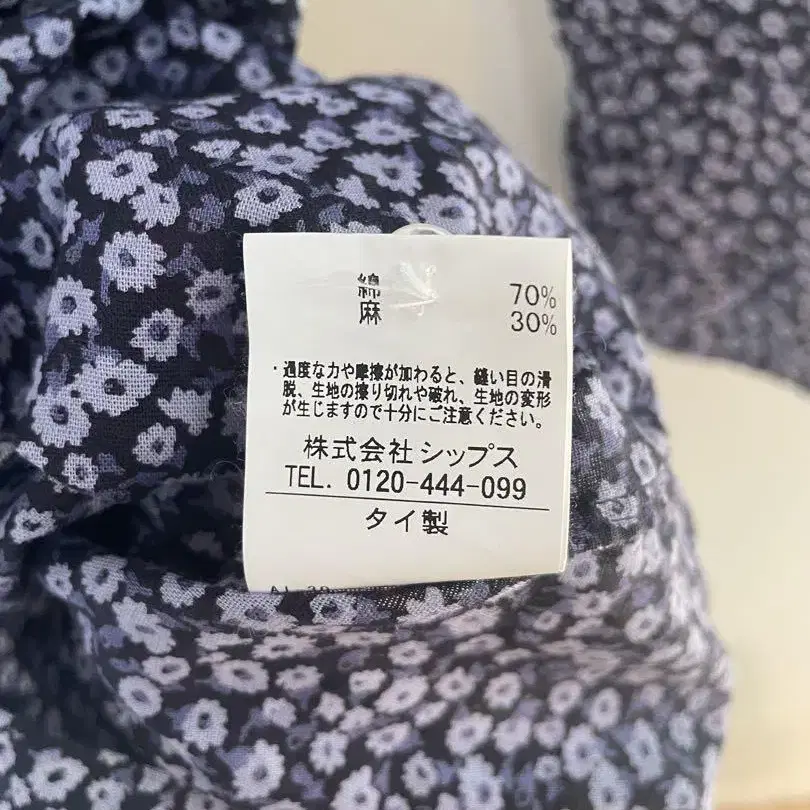 綿 70%
麻 30%
・過度な力や摩擦が加わると、縫い目の滑
脱、生地の擦り切れや破れ、生地の変形
が生じますので十分にご注意ください。
株式会社シップス
TEL. 0120-444-099
タイ製